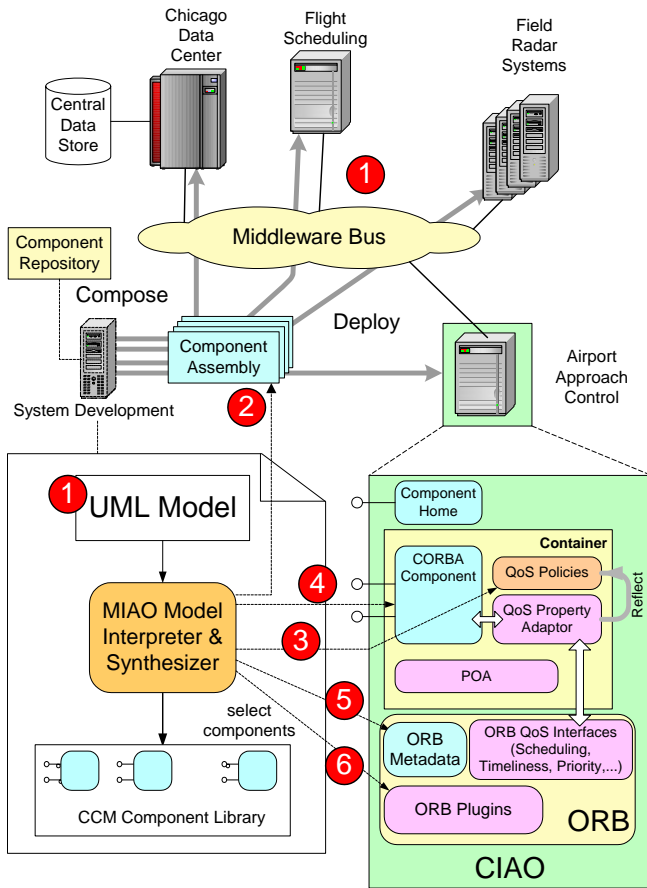 Chicago
Data
Center
Flight
Scheduling
Field
Radar
Systems
Central
Data
Store
1
Middleware Bus
Component
Repository
Compose
Deploy
Component
Assembly
Airport
Approach
Control
System Development
2
1
UML Model
Component
Home
Container
CORBA
Component
QoS Policies
4
MIAO Model
Interpreter &
Synthesizer
3
QoS Property
Adaptor
Reflect
POA
5
select
components
ORB
Metadata
ORB QoS Interfaces
(Scheduling,
Timeliness, Priority,...)
6
ORB Plugins
CCM Component Library
ORB
CIAO